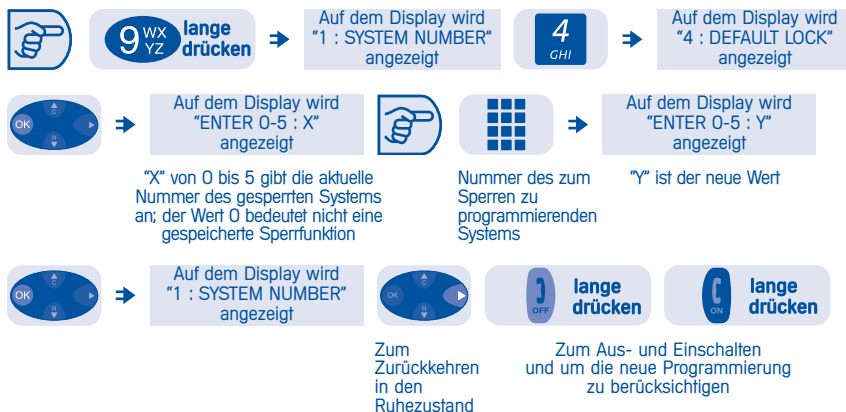 9 WX YZ
lange
drücken
Auf dem Display wird
"1 : SYSTEM NUMBER"
angezeigt
4
GHI
Auf dem Display wird
"4 : DEFAULT LOCK"
angezeigt
C
OK
R
Auf dem Display wird
"ENTER 0-5 : X"
angezeigt
Auf dem Display wird
"ENTER 0-5 : Y"
angezeigt
"X" von 0 bis 5 gibt die aktuelle
Nummer des gesperrten Systems
an; der Wert 0 bedeutet nicht eine
gespeicherte Sperrfunktion
Nummer des zum
Sperren zu
programmierenden
Systems
"Y" ist der neue Wert
C
OK
R
Auf dem Display wird
"1 : SYSTEM NUMBER"
angezeigt
C
OK
R
OFF
lange
drücken
ON
lange
drücken
Zum
Zurückkehren
in den
Ruhezustand
Zum Aus- und Einschalten
und um die neue Programmierung
zu berücksichtigen